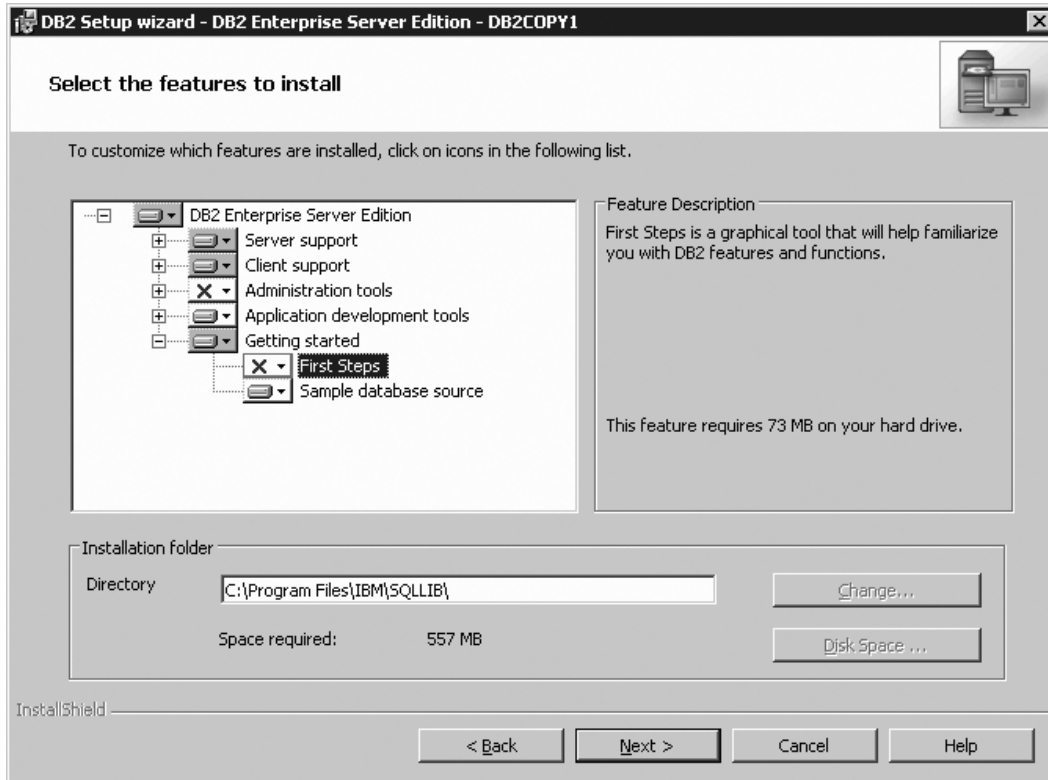 DB2 Setup wizard - DB2 Enterprise Server Edition - DB2COPY1
Select the features to install
To customize which features are installed, click on icons in the following list.
DB2 Enterprise Server Edition
Server support
Client support
Administration tools
Application development tools
Getting started
First Steps
Sample database source
Feature Description
First Steps is a graphical tool that will help familiarize
you with DB2 features and functions.
This feature requires 73 MB on your hard drive.
Installation folder
Directory
C:\Program Files\IBM\SQLLIB\
Change...
Space required: 557 MB
Disk Space ...
InstallShield
< Back
Next >
Cancel
Help